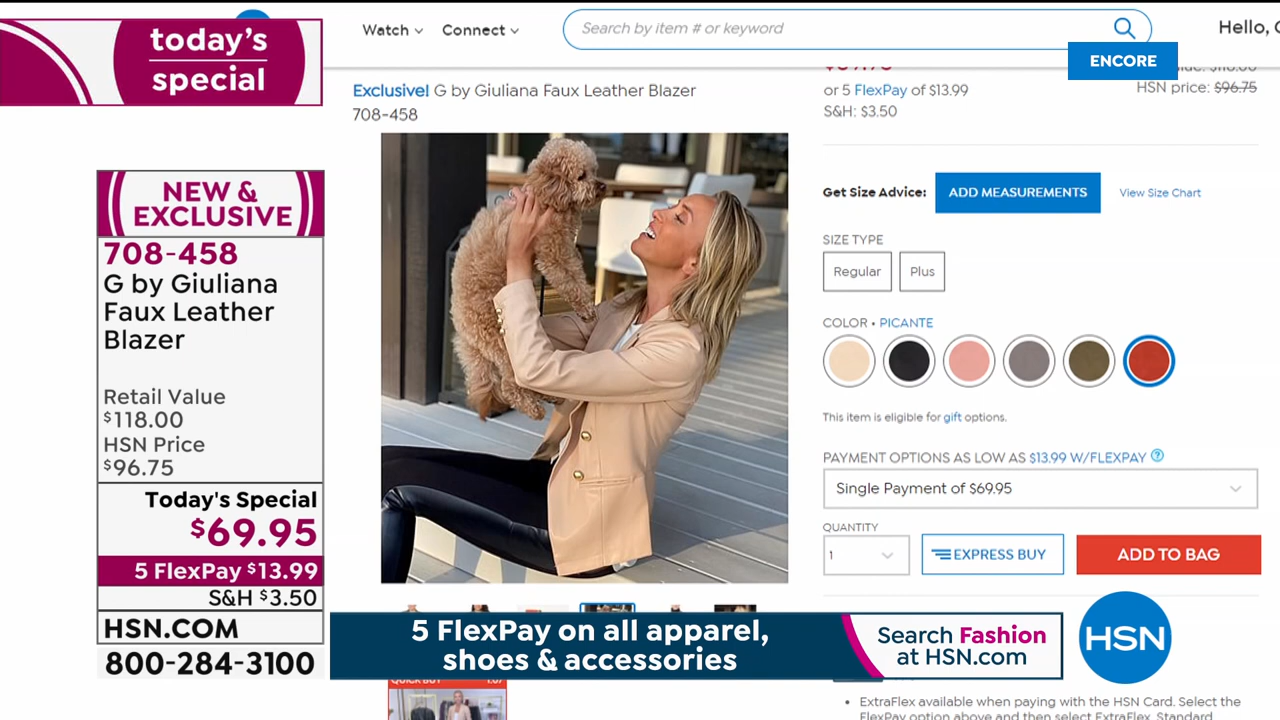 today's
special
Watch
Connect
Search by item # or keyword
Hello,
ENCORE
Exclusive! G by Giuliana Faux Leather Blazer
708-458
or 5 FlexPay of $13.99
S&H: $3.50
HSN price: $96.75
NEW &
EXCLUSIVE
708-458
G by Giuliana
Faux Leather
Blazer
Retail Value
$118.00
HSN Price
$96.75
Today's Special
$69.95
5 FlexPay $13.99
S&H $3.50
HSN.COM
800-284-3100
Get Size Advice:
ADD MEASUREMENTS
View Size Chart
SIZE TYPE
Regular
Plus
COLOR • PICANTE
This item is eligible for gift options.
PAYMENT OPTIONS AS LOW AS $13.99 W/FLEXPAY
Single Payment of $69.95
QUANTITY
1
EXPRESS BUY
ADD TO BAG
5 FlexPay on all apparel,
shoes & accessories
Search Fashion
at HSN.com
HSN
QUICK BUY
• ExtraFlex available when paying with the HSN Card. Select the
FlexPay option above and then select ExtraFlex. Standard